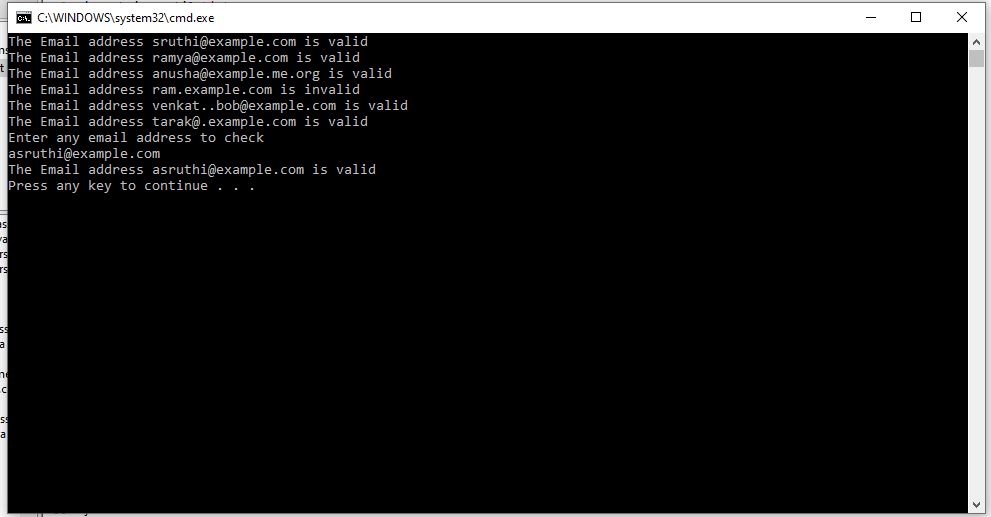 C:\WINDOWS\system32\cmd.exe
The Email address sruthi@example.com is valid
The Email address ramya@example.com is valid
The Email address anusha@example.me.org is valid
The Email address ram.example.com is invalid
The Email address venkat..bob@example.com is valid
The Email address tarak@.example.com is valid
Enter any email address to check
asruthi@example.com
The Email address asruthi@example.com is valid
Press any key to continue . . .